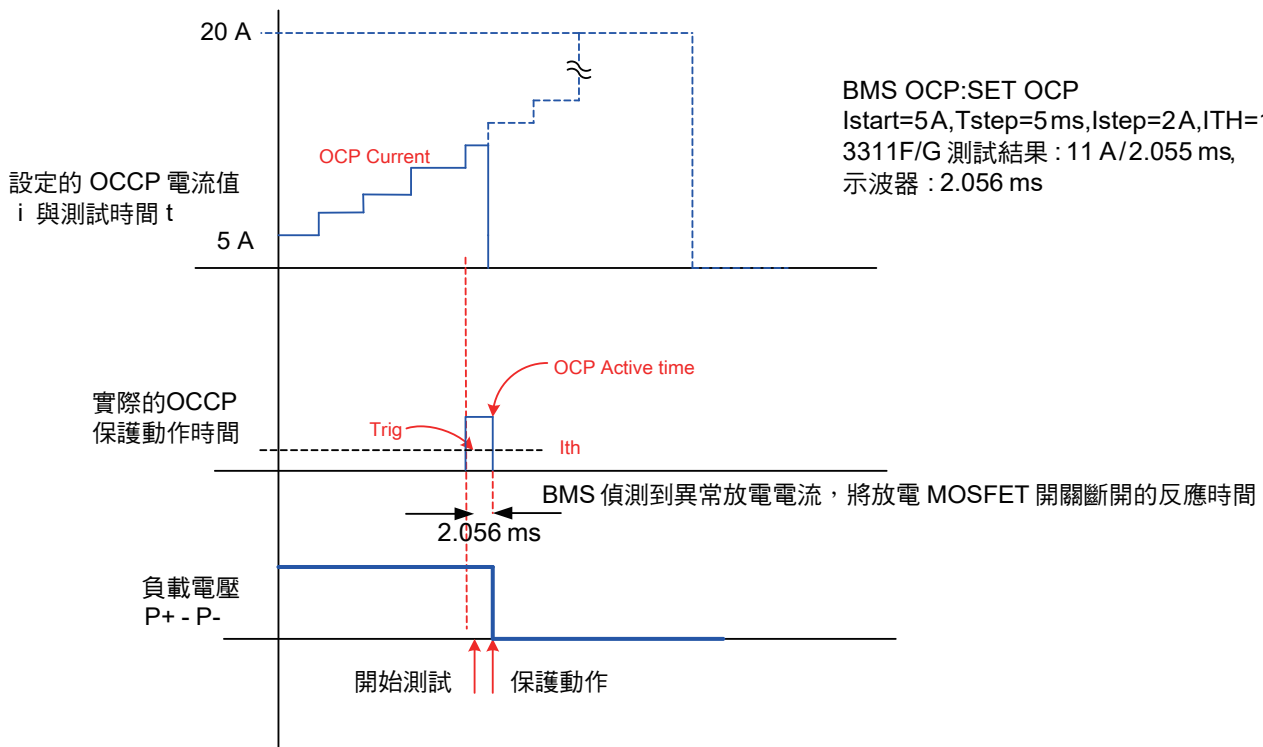 20 A
BMS OCP:SET OCP
Istart=5A,Tstep=5ms,Istep=2A,ITH=
3311F/G 測試結果 : 11 A/2.055 ms,
示波器 : 2.056 ms
OCP Current
設定的 OCCP 電流值
i 與測試時間 t
5 A
OCP Active time
實際的OCCP
保護動作時間
Trig
Ith
BMS 偵測到異常放電電流，將放電 MOSFET 開關斷開的反應時間
2.056 ms
負載電壓
P+ - P-
開始測試
保護動作